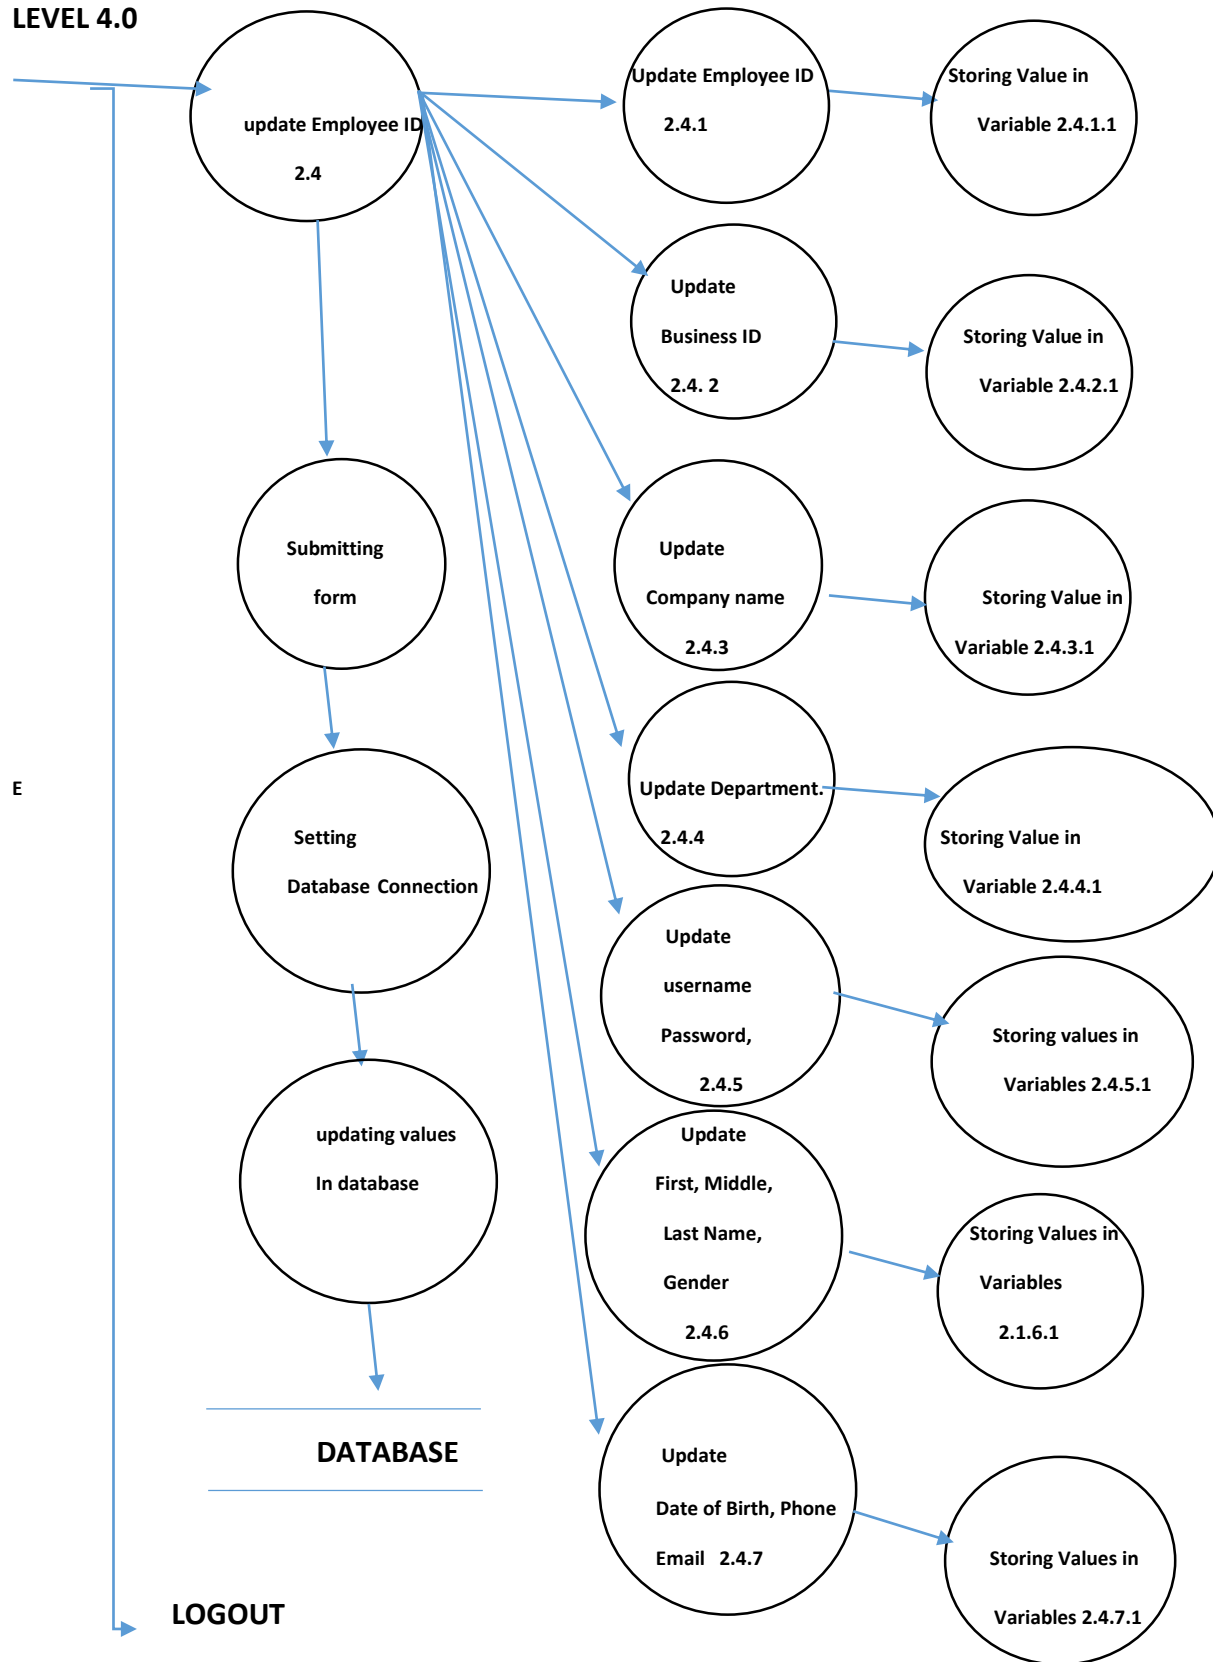 LEVEL 4.0
update Employee ID
2.4
Update Employee ID
2.4.1
Storing Value in
Variable 2.4.1.1
Update
Business ID
2.4. 2
Storing Value in
Variable 2.4.2.1
Submitting
form
Update
Company name
2.4.3
Storing Value in
Variable 2.4.3.1
E
Setting
Database Connection
Update Department.
2.4.4
Storing Value in
Variable 2.4.4.1
Update
username
Password,
2.4.5
Storing values in
Variables 2.4.5.1
updating values
In database
Update
First, Middle,
Last Name,
Gender
2.4.6
Storing Values in
Variables
2.1.6.1
DATABASE
Update
Date of Birth, Phone
Email 2.4.7
Storing Values in
Variables 2.4.7.1
LOGOUT